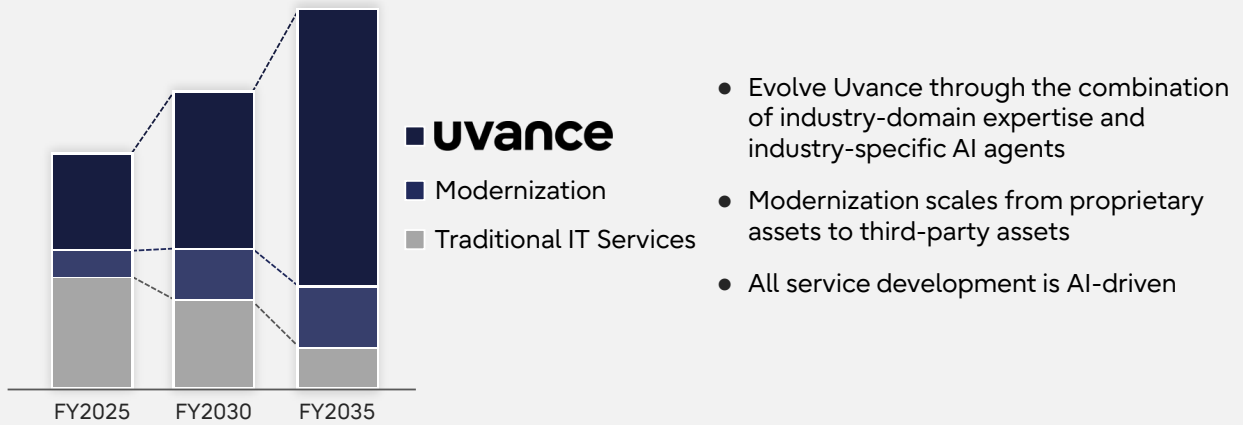 uvance
Modernization
Traditional IT Services
FY2025
FY2030
FY2035
● Evolve Uvance through the combination
of industry-domain expertise and
industry-specific AI agents
● Modernization scales from proprietary
assets to third-party assets
● All service development is AI-driven